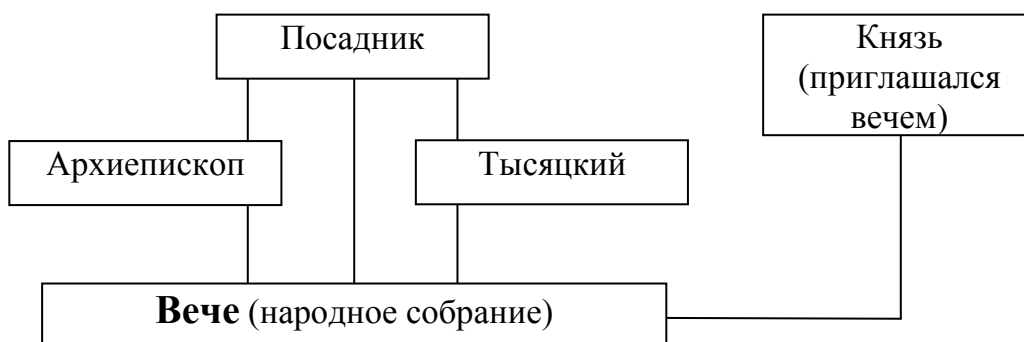 Посадник
Князь
(приглашался
вечем)
Архиепископ
Тысяцкий
Вече (народное собрание)